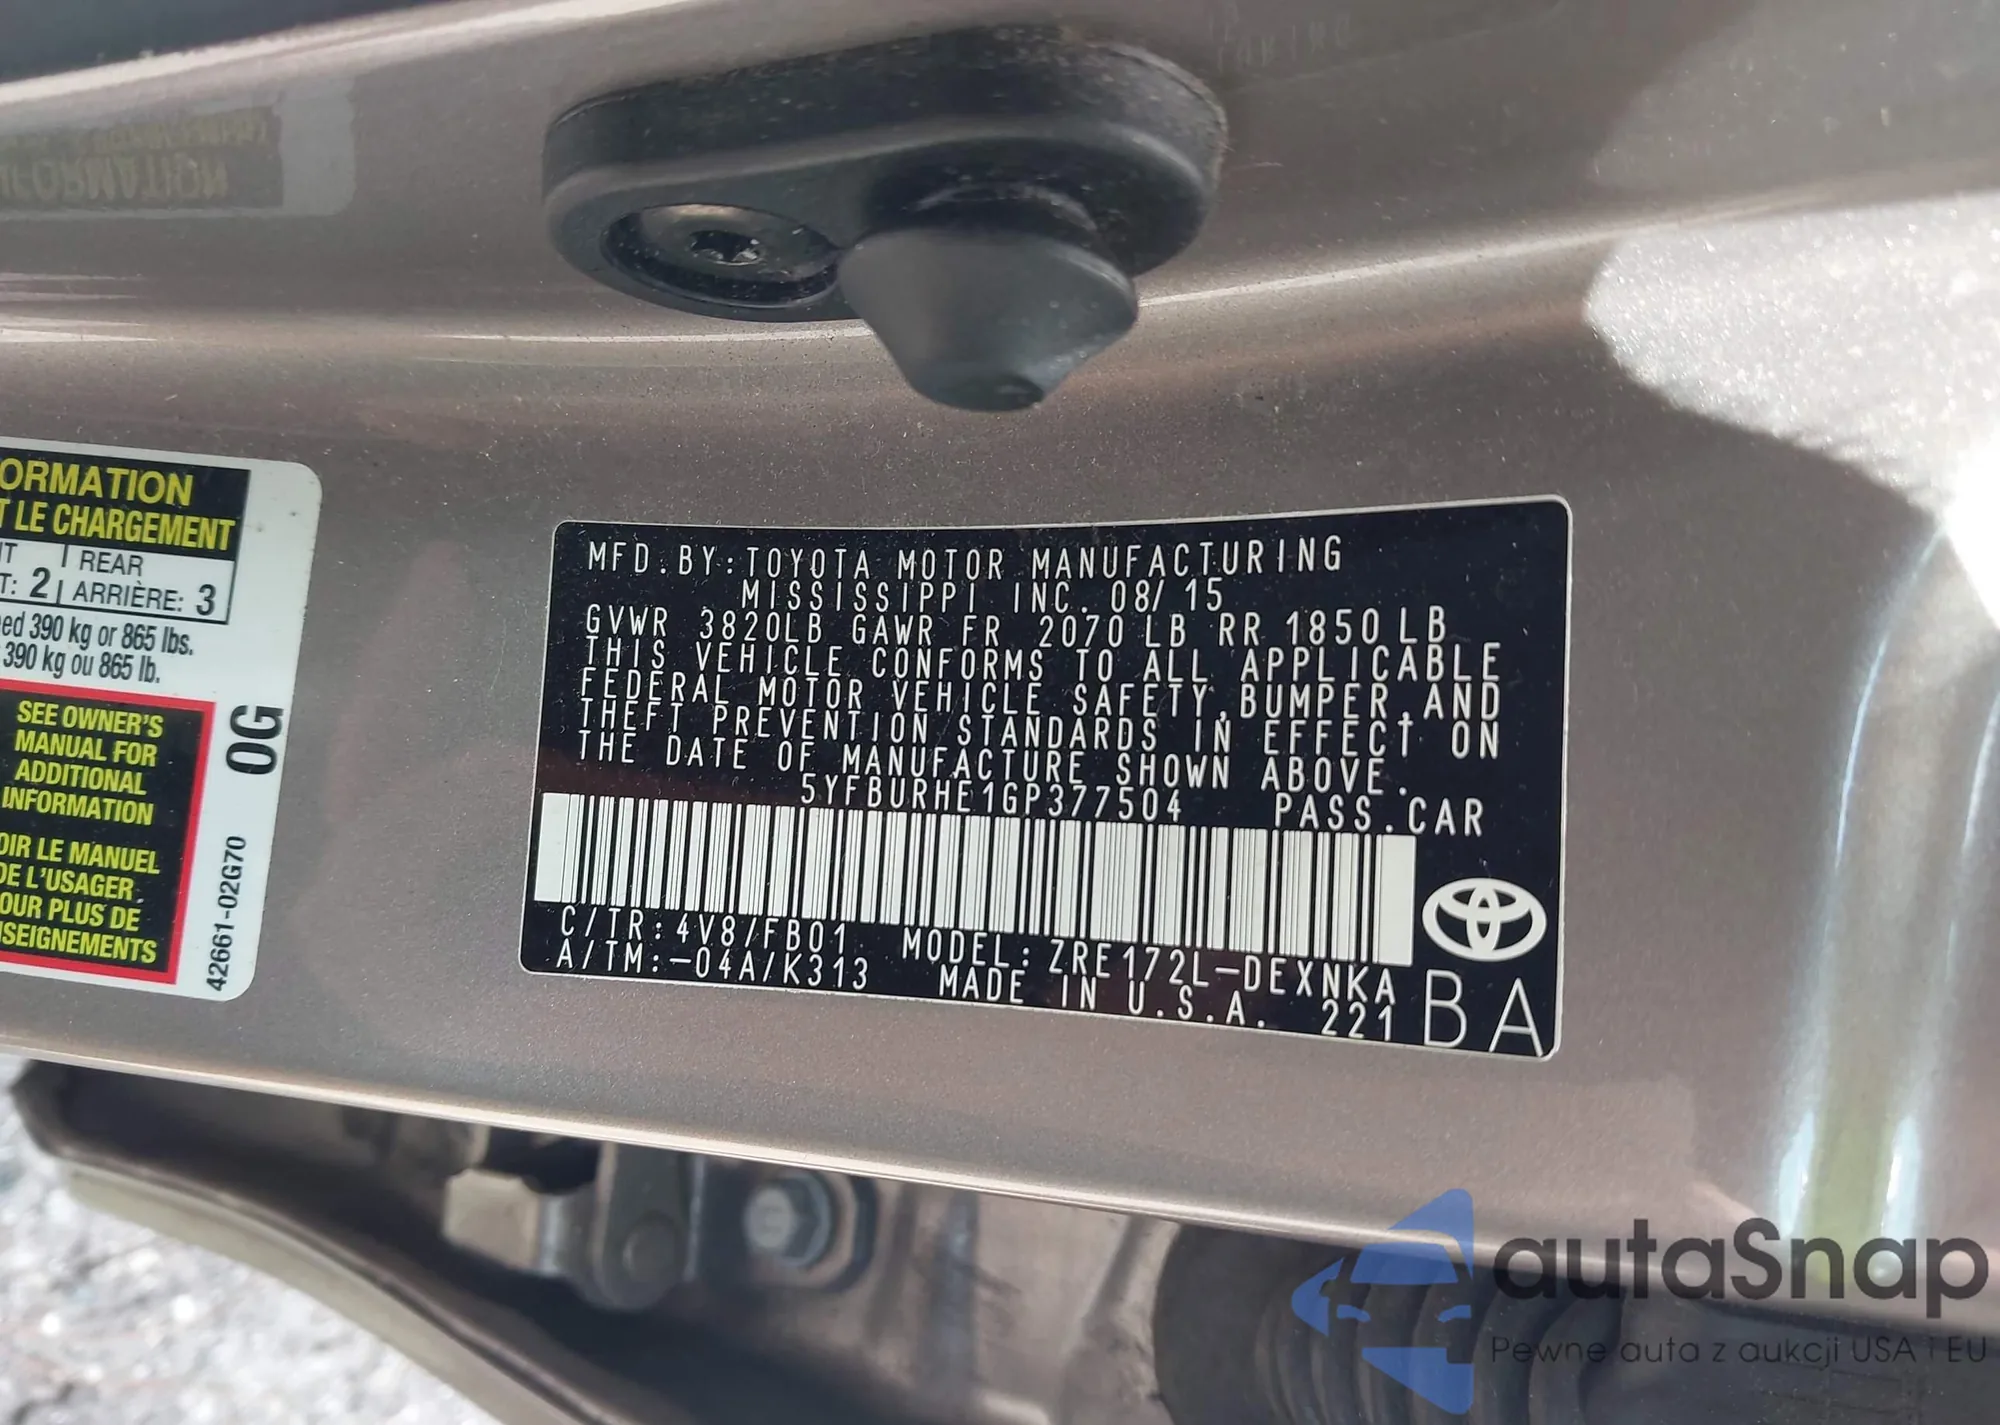 ORMATION
T LE CHARGEMENT
REAR
T: 2 ARRIÈRE: 3
ed 390 kg or 865 lbs.
390 kg ou 865 lb.
SEE OWNER'S
MANUAL FOR
ADDITIONAL
INFORMATION
OIR LE MANUEL
DE L'USAGER
OUR PLUS DE
SEIGNEMENTS
0G
42661-02G70
MFD. BY: TOYOTA MOTOR MANUFACTURING
MISSISSIPPI INC. 08/15
GVWR 3820LB GAWR FR 2070LB RR 1850LB
THIS VEHICLE CONFORMS TO ALL APPLICABLE
FEDERAL MOTOR VEHICLE SAFETY, BUMPER, AND
THEFT PREVENTION STANDARDS IN EFFECT ON
THE DATE OF MANUFACTURE SHOWN ABOVE.
5YFBURHE1GP377504 PASS. CAR
C/TR: 4V8/FB01 MODEL: ZRE172L-DEXNKA
A/TM: -04A/K313 MADE IN U.S.A. 221
BA
autaSnap
Pewne auta z aukcji USA i EU